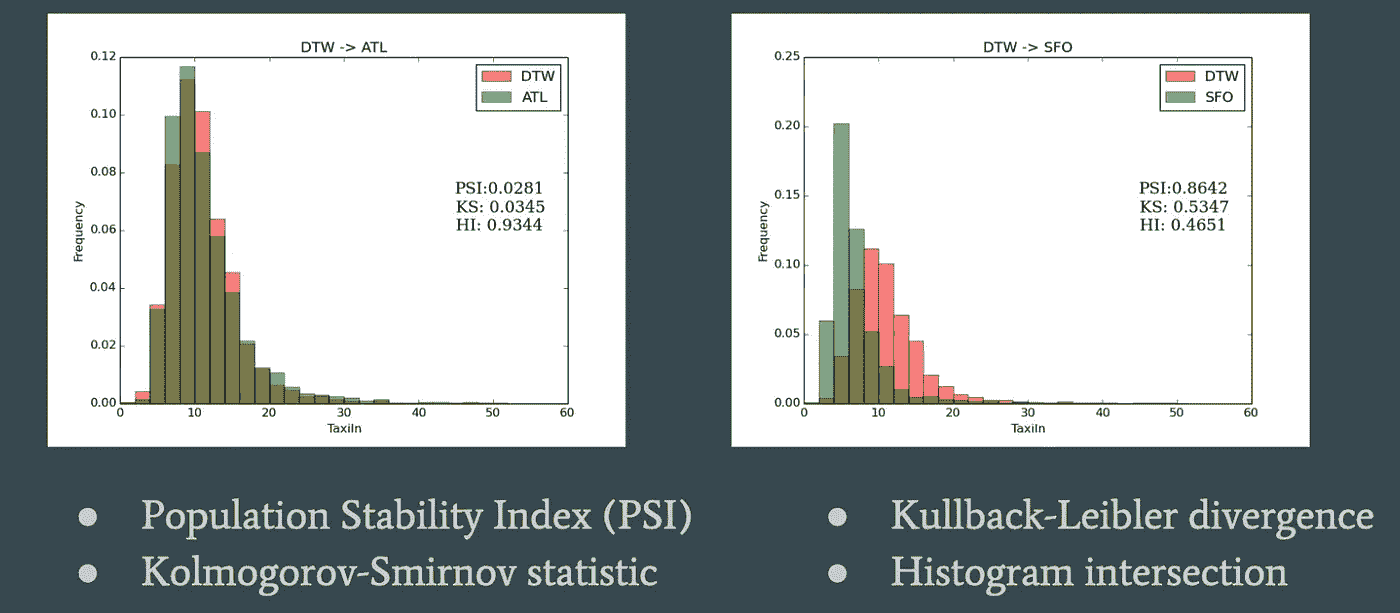 DTW -> ATL
0.12
0.10
0.08
0.06
0.04
0.02
0.00
Frequency
DTW
ATL
PSI:0.0281
KS: 0.0345
HI: 0.9344
0 10 20 30 40 50 60
TaxiIn
DTW -> SFO
0.25
0.20
0.15
0.10
0.05
0.00
Frequency
DTW
SFO
PSI:0.8642
KS: 0.5347
HI: 0.4651
0 10 20 30 40 50 60
TaxiIn
● Population Stability Index (PSI)
● Kolmogorov-Smirnov statistic
● Kullback-Leibler divergence
● Histogram intersection